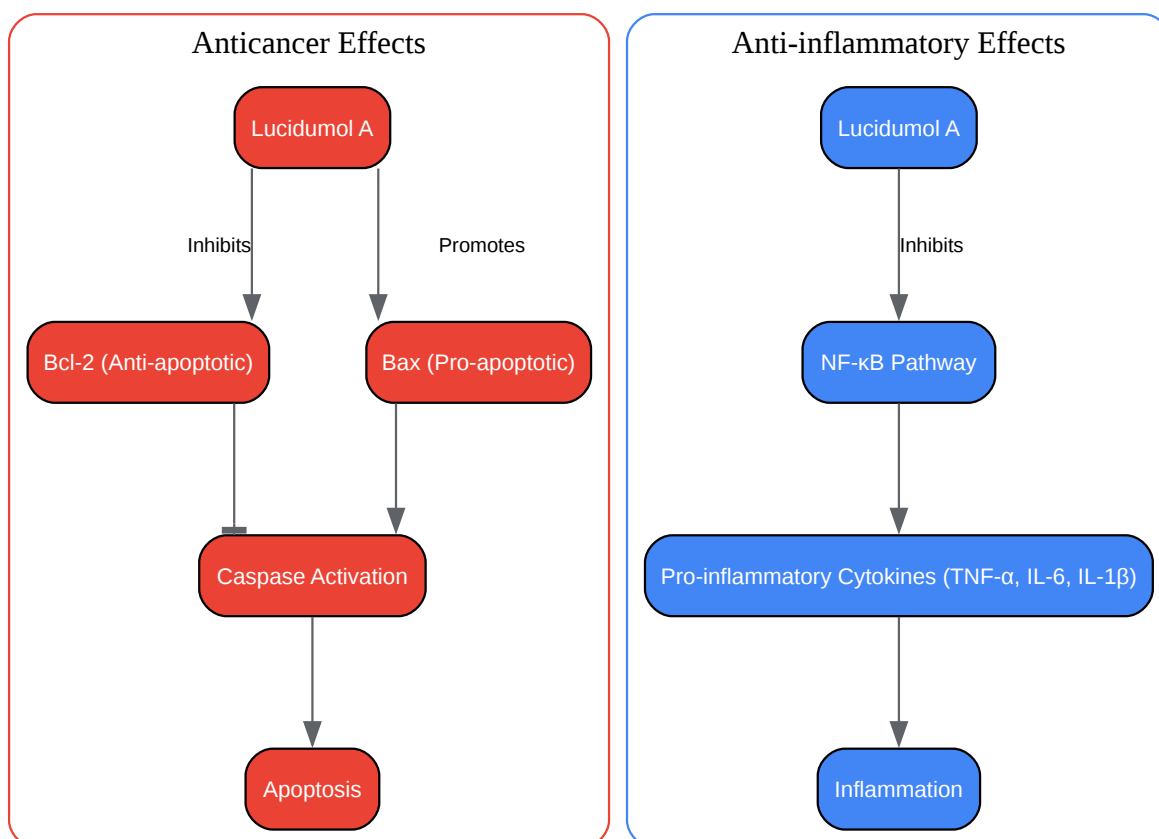 Anticancer Effects
Lucidumol A
Inhibits
Promotes
Bcl-2 (Anti-apoptotic)
Bax (Pro-apoptotic)
Caspase Activation
Apoptosis
Anti-inflammatory Effects
Lucidumol A
Inhibits
NF-κB Pathway
Pro-inflammatory Cytokines (TNF-α, IL-6, IL-1β)
Inflammation